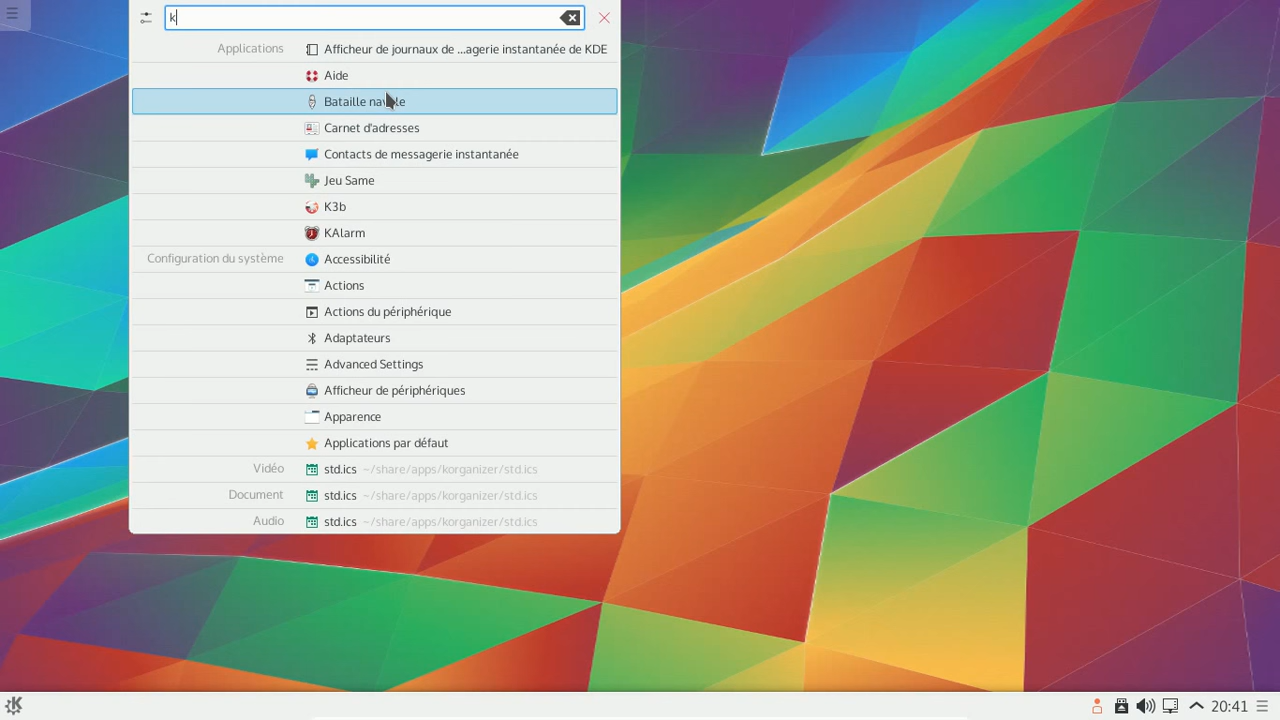 k
Applications Afficheur de journaux de ...agerie instantanée de KDE
Aide
Bataille navale
Carnet d'adresses
Contacts de messagerie instantanée
Jeu Same
K3b
KAlarm
Configuration du système Accessibilité
Actions
Actions du périphérique
Adaptateurs
Advanced Settings
Afficheur de périphériques
Apparence
Applications par défaut
Vidéo std.ics ~/share/apps/korganizer/std.ics
Document std.ics ~/share/apps/korganizer/std.ics
Audio std.ics ~/share/apps/korganizer/std.ics
20:41